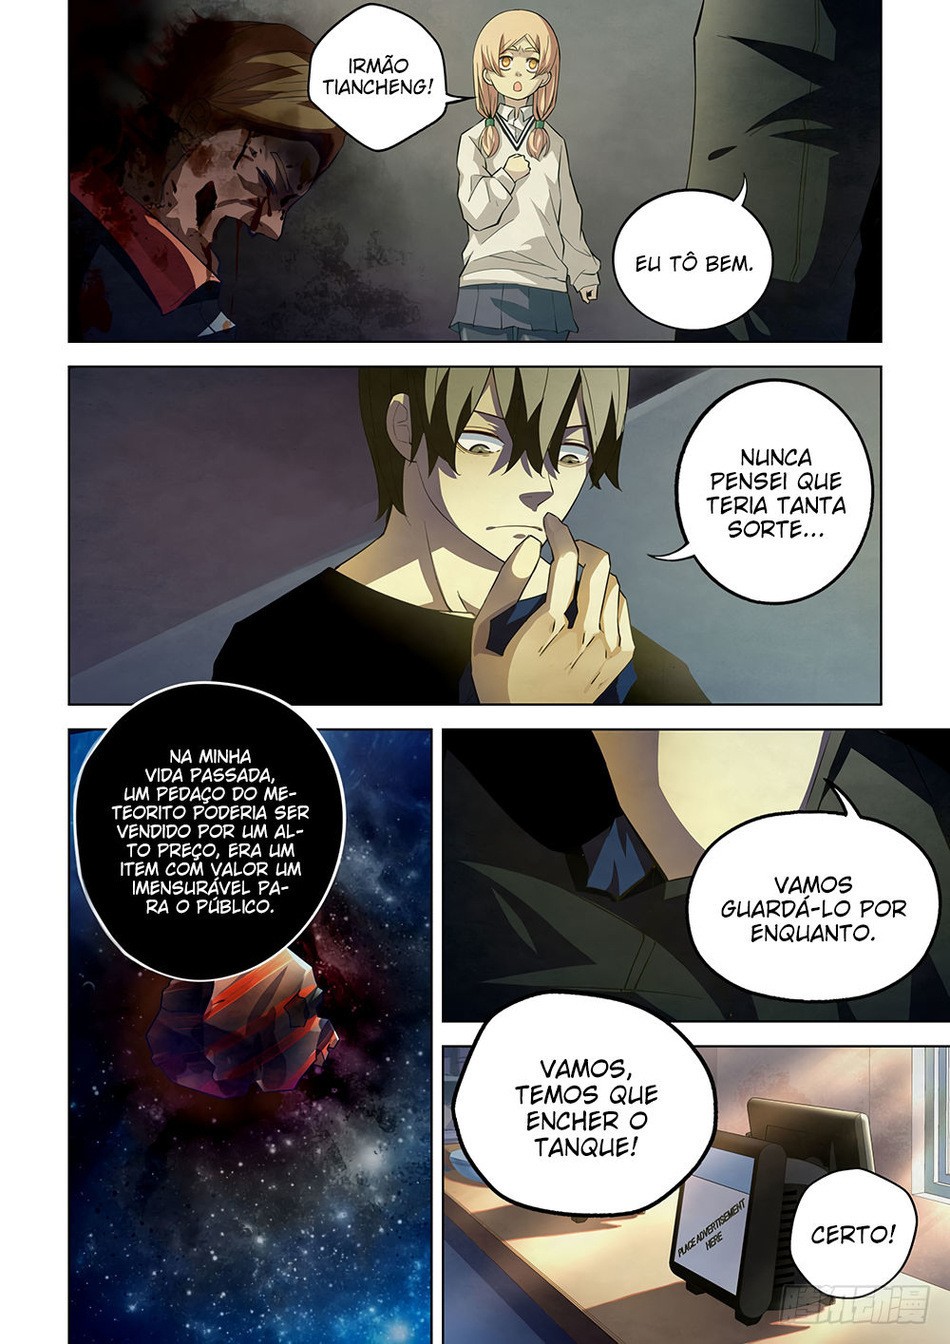 IRMÃO
TIANCHENG!
EU TÔ BEM.
NUNCA
PENSEI QUE
TERIA TANTA
SORTE...
NA MINHA
VIDA PASSADA,
UM PEDAÇO DO ME-
TEORITO PODERIA SER
VENDIDO POR UM AL-
TO PREÇO, ERA UM
ITEM COM VALOR UM
IMENSURÁVEL PA-
RA O PÚBLICO.
VAMOS
GUARDÁ-LO POR
ENQUANTO.
VAMOS,
TEMOS QUE
ENCHER O
TANQUE!
PLACE ADVERTISEMENT
HERE
CERTO!